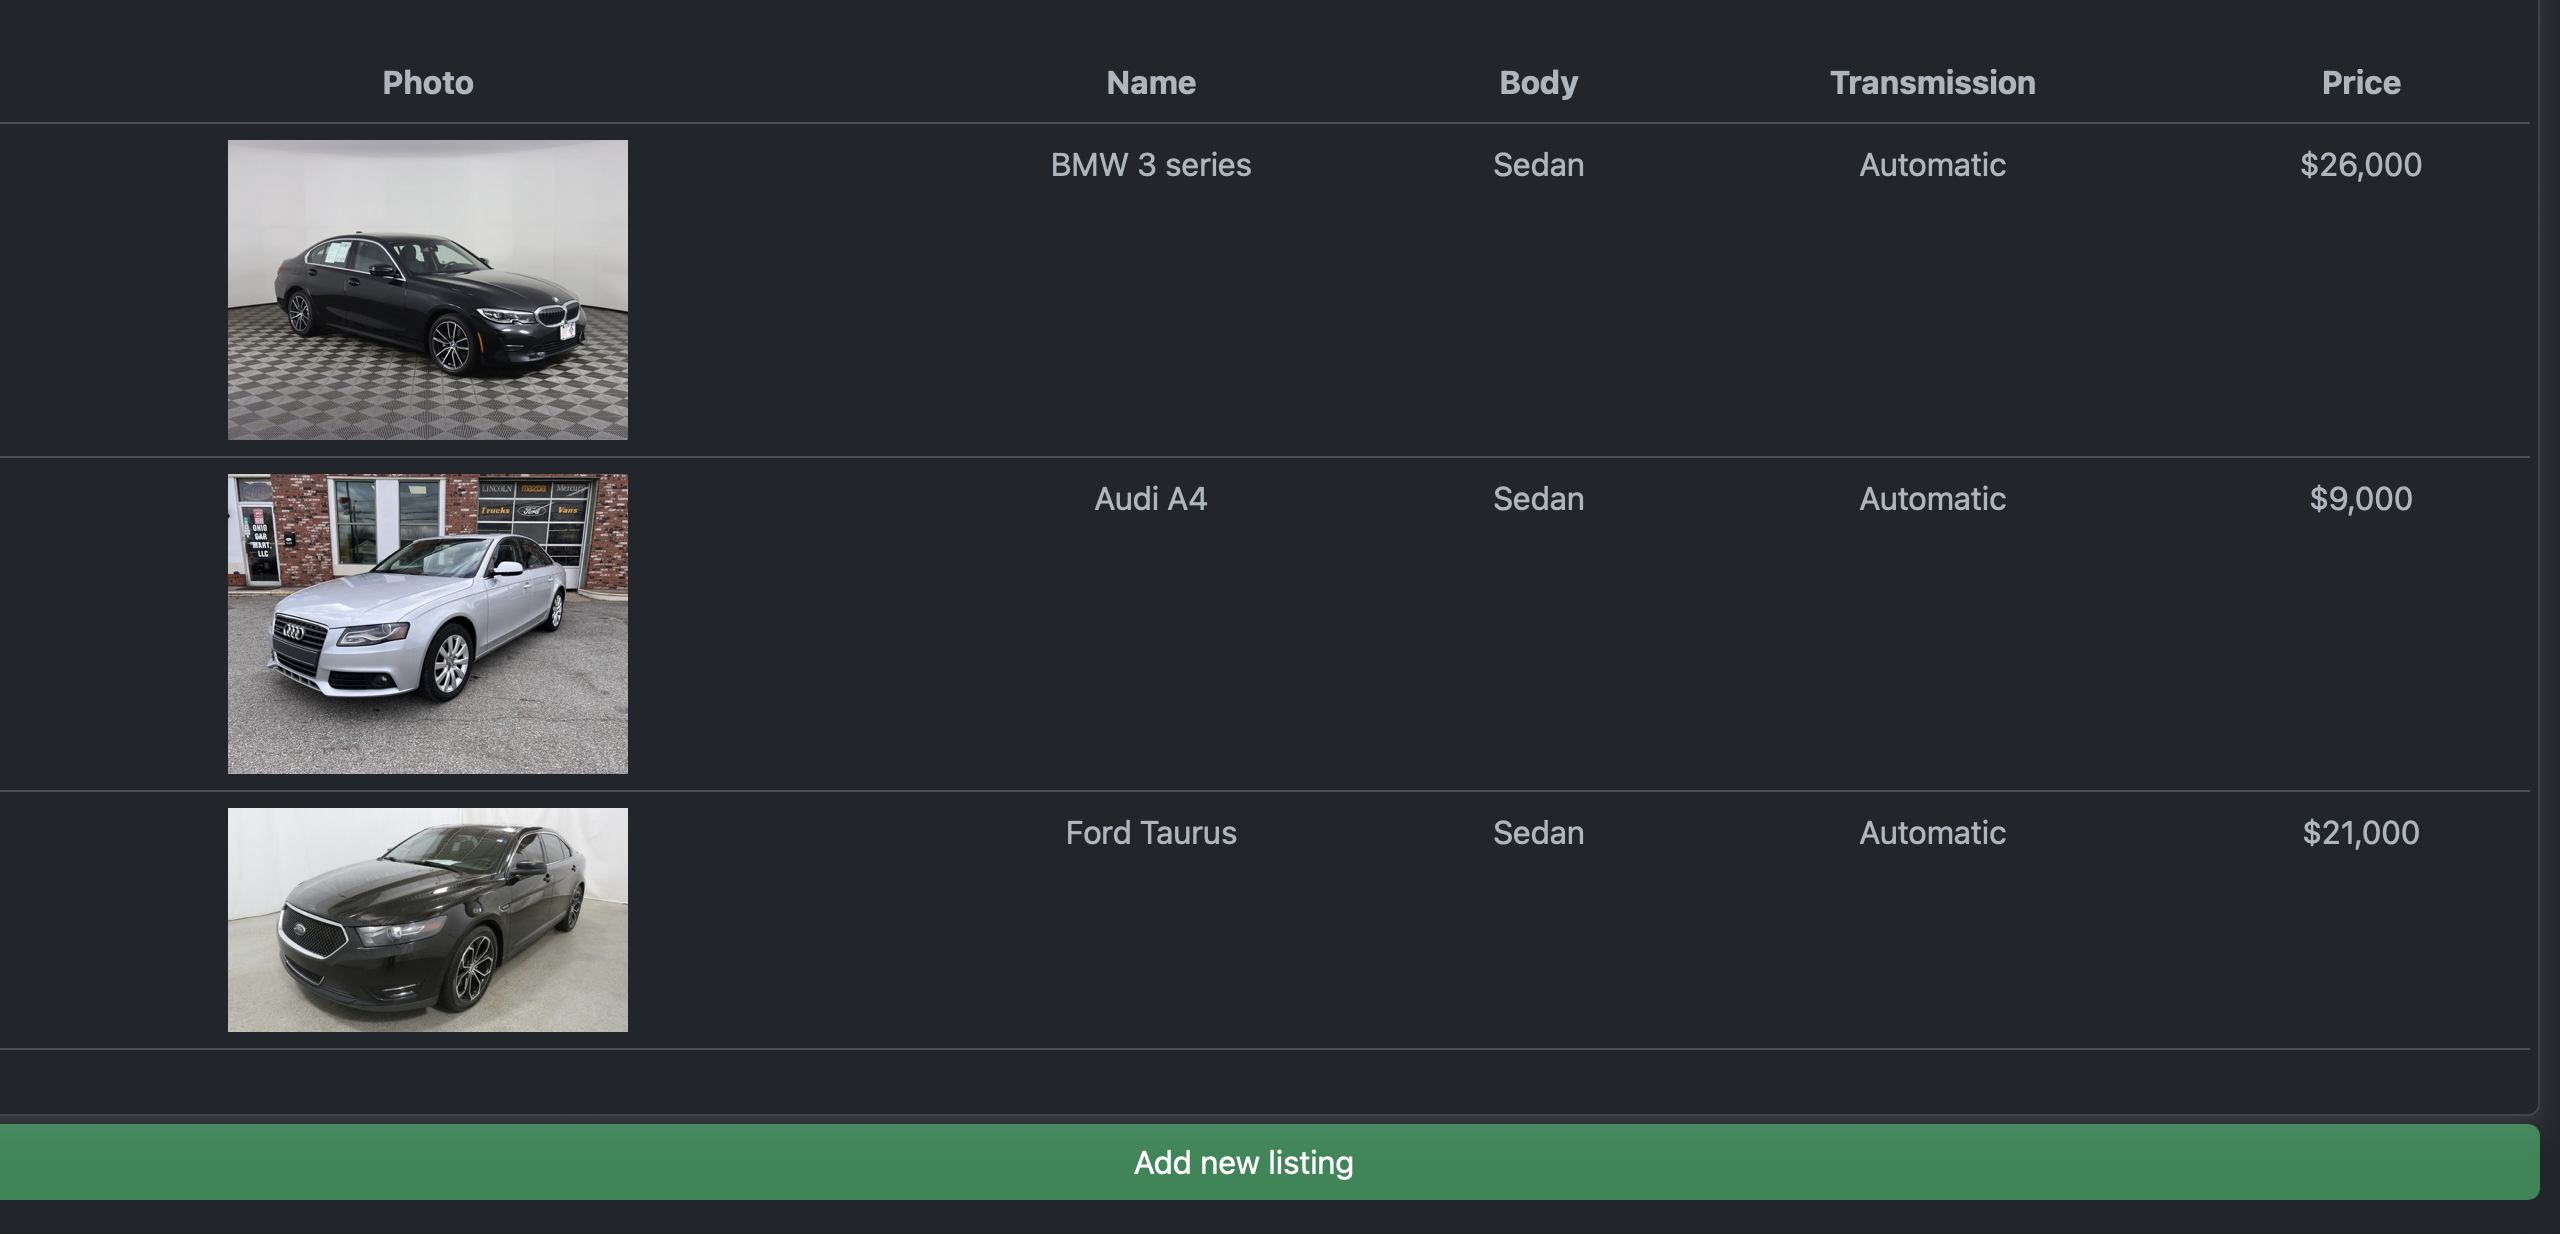 Photo Name Body Transmission Price
BMW 3 series Sedan Automatic $26,000
LINCOLN mazda Mercury
Trucks Ford Vans
OHIO
CAR
MART,
LLC
Audi A4 Sedan Automatic $9,000
Ford Taurus Sedan Automatic $21,000
Add new listing